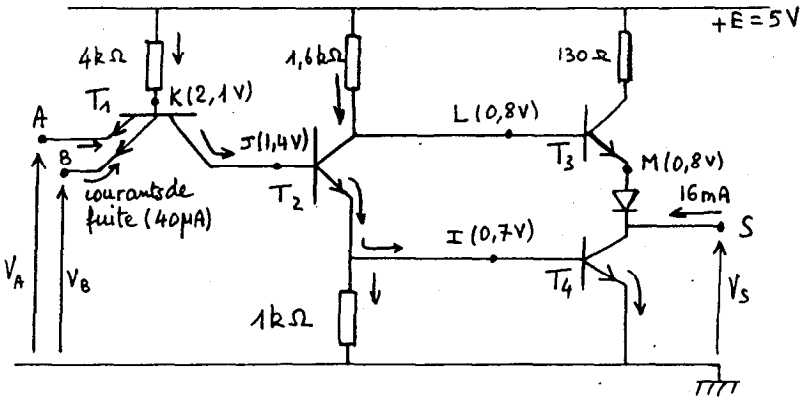 +E = 5V
4kΩ
1,6kΩ
130Ω
T1
K(2,1V)
A
B
J(1,4V)
L(0,8V)
T3
M(0,8V)
courants de
fuite (40µA)
T2
16mA
S
I(0,7V)
T4
VA
VB
VS
1kΩ